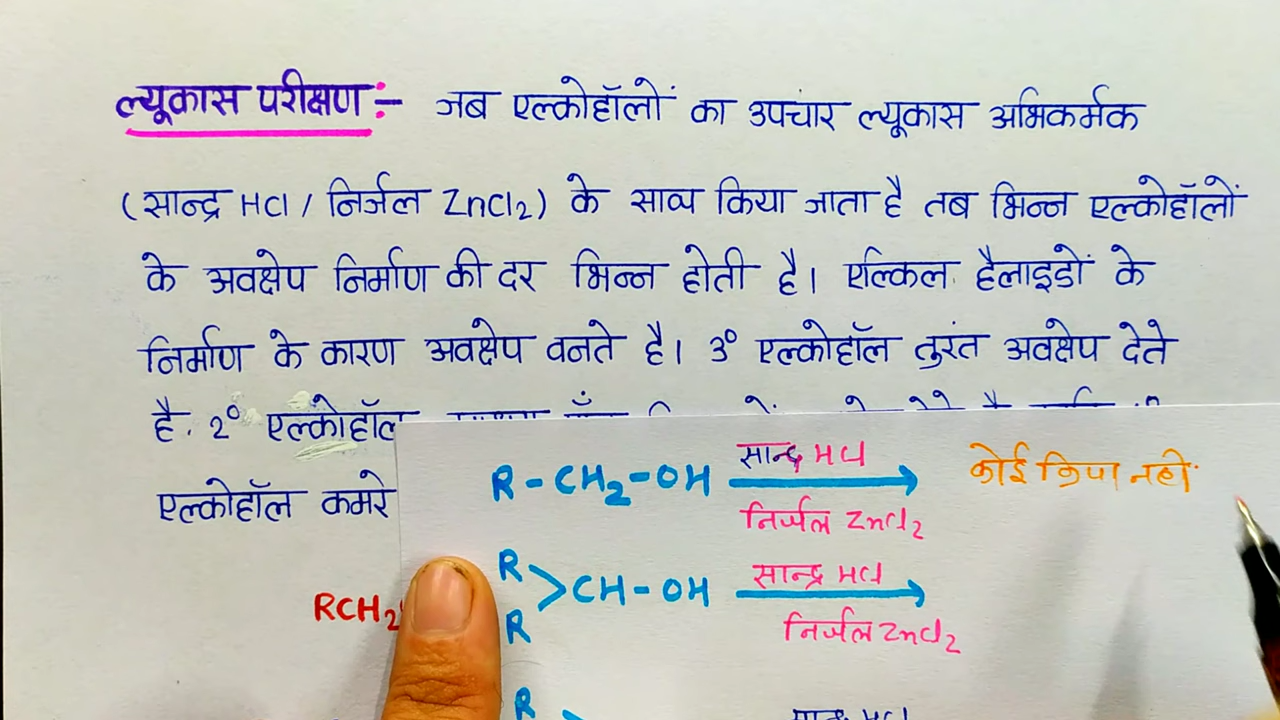 ल्यूकास परीक्षण :- जब एल्कोहॉलों का उपचार ल्यूकास अभिकर्मक
(सान्द्र HCl / निर्जल ZnCl₂) के साथ किया जाता है तब भिन्न एल्कोहॉलों
के अवक्षेप निर्माण की दर भिन्न होती है। एल्किल हैलाइडों के
निर्माण के कारण अवक्षेप बनते है। 3° एल्कोहॉल तुरंत अवक्षेप देते
है. 2° एल्कोहॉल
एल्कोहॉल कमरे
RCH₂
R-CH₂-OH सान्द्र HCl निर्जल ZnCl₂ कोई क्रिया नहीं
R
CH-OH सान्द्र HCl निर्जल ZnCl₂
R
R
सान्द्र HCl